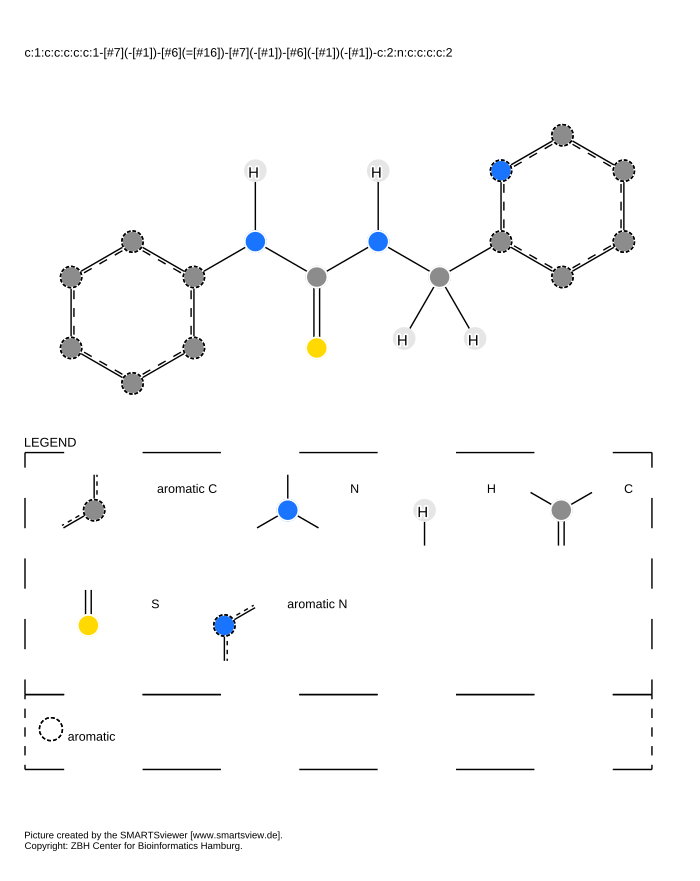 c:1:c:c:c:c:c:1-[#7](-[#1])-[#6](=[#16])-[#7](-[#1])-[#6](-[#1])(-[#1])-c:2:n:c:c:c:c:2
H H
H H
LEGEND
aromatic C N H H C
S aromatic N
aromatic
Picture created by the SMARTSviewer [www.smartsview.de].
Copyright: ZBH Center for Bioinformatics Hamburg.